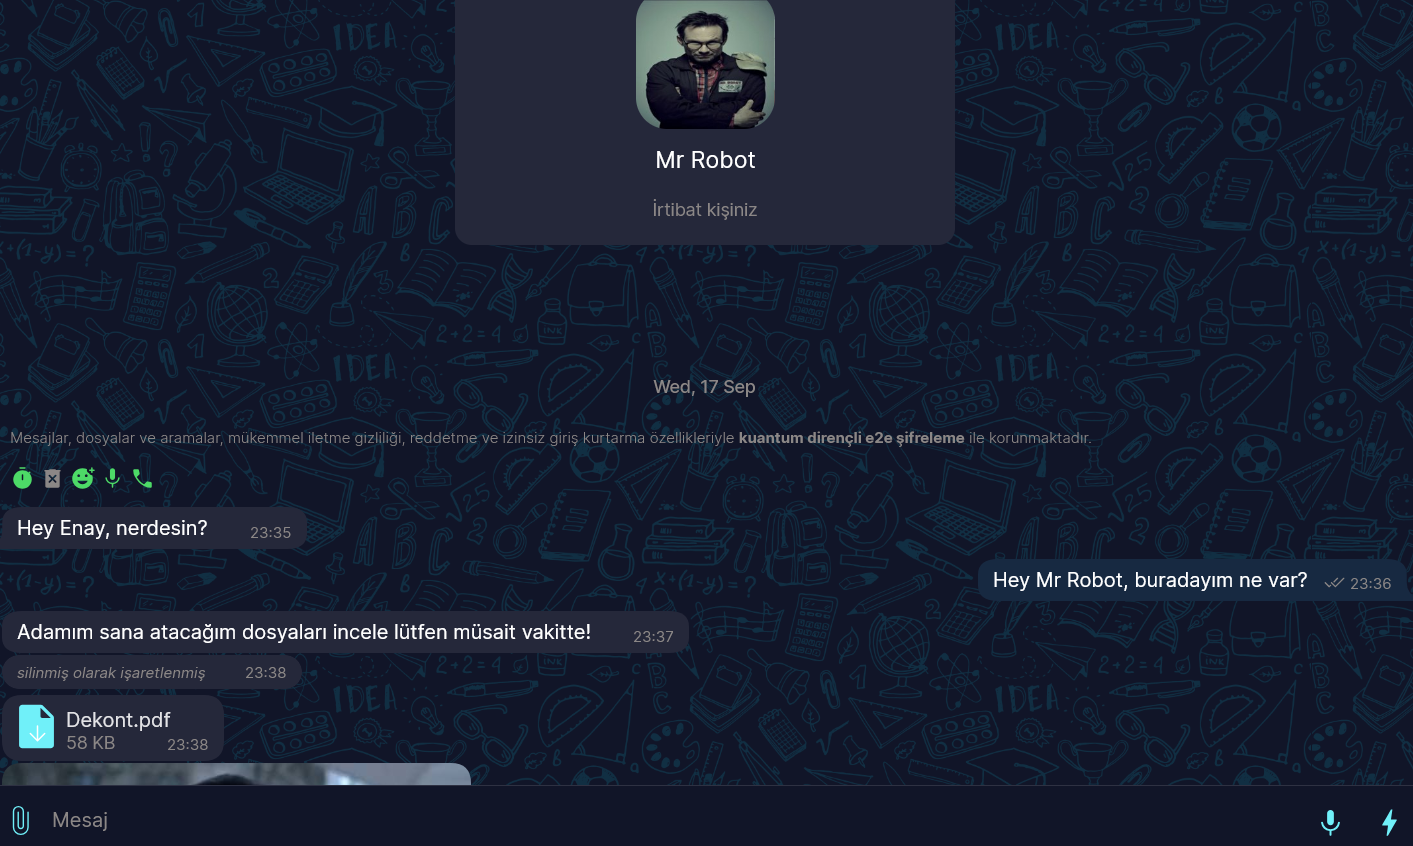 Mr Robot
İrtibat kişiniz
Wed, 17 Sep
Mesajlar, dosyalar ve aramalar, mükemmel iletme gizliliği, reddetme ve izinsiz giriş kurtarma özellikleriyle kuantum dirençli e2e şifreleme ile korunmaktadır.
Hey Enay, nerdesin? 23:35
Hey Mr Robot, buradayım ne var? 23:36
Adamım sana atacağım dosyaları incele lütfen müsait vakitte! 23:37
silinmiş olarak işaretlenmiş 23:38
Dekont.pdf
58 KB 23:38
Mesaj